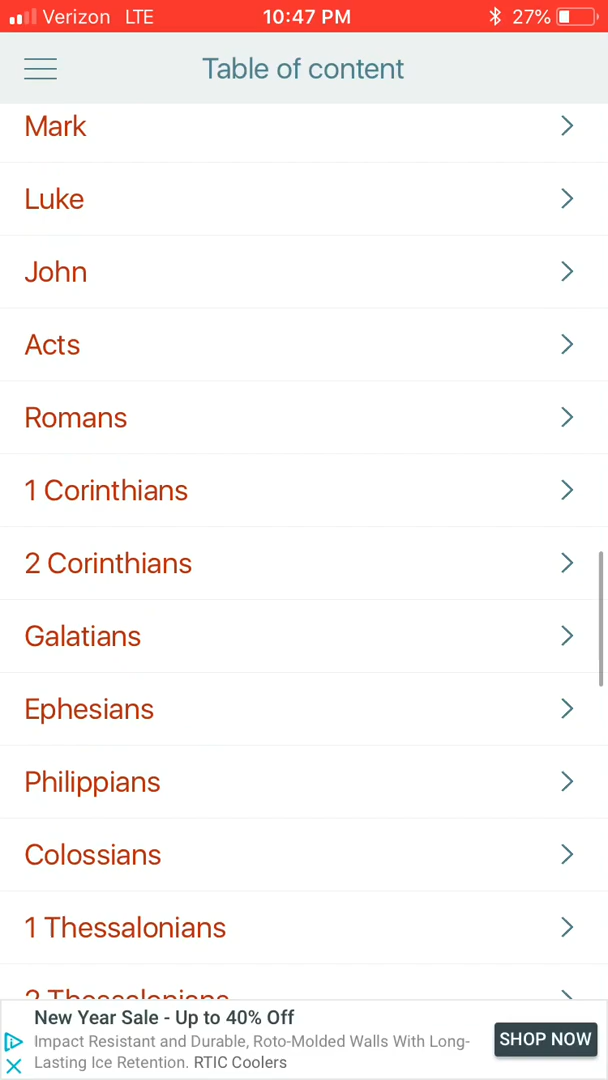 Verizon LTE 10:47 PM 27%
Table of content
Mark
Luke
John
Acts
Romans
1 Corinthians
2 Corinthians
Galatians
Ephesians
Philippians
Colossians
1 Thessalonians
2 Thessalonians
New Year Sale - Up to 40% Off
Impact Resistant and Durable, Roto-Molded Walls With Long-
Lasting Ice Retention. RTIC Coolers
SHOP NOW